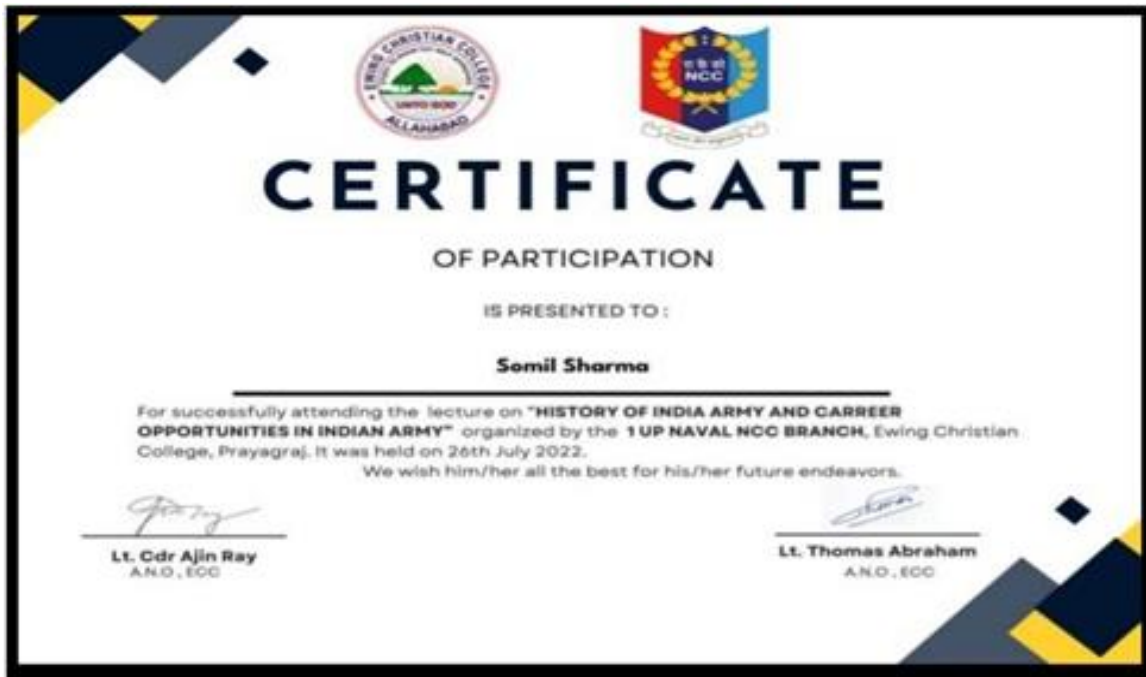 EWING CHRISTIAN COLLEGE
UNTO GOD
ALLAHABAD
रा के को
NCC
CERTIFICATE
OF PARTICIPATION
IS PRESENTED TO :
Somil Sharma
For successfully attending the lecture on "HISTORY OF INDIA ARMY AND CARREER
OPPORTUNITIES IN INDIAN ARMY" organized by the 1 UP NAVAL NCC BRANCH, Ewing Christian
College, Prayagraj. It was held on 26th July 2022.
We wish him/her all the best for his/her future endeavors.
Lt. Cdr Ajin Ray
A.N.O , ECC
Lt. Thomas Abraham
A.N.O , ECC